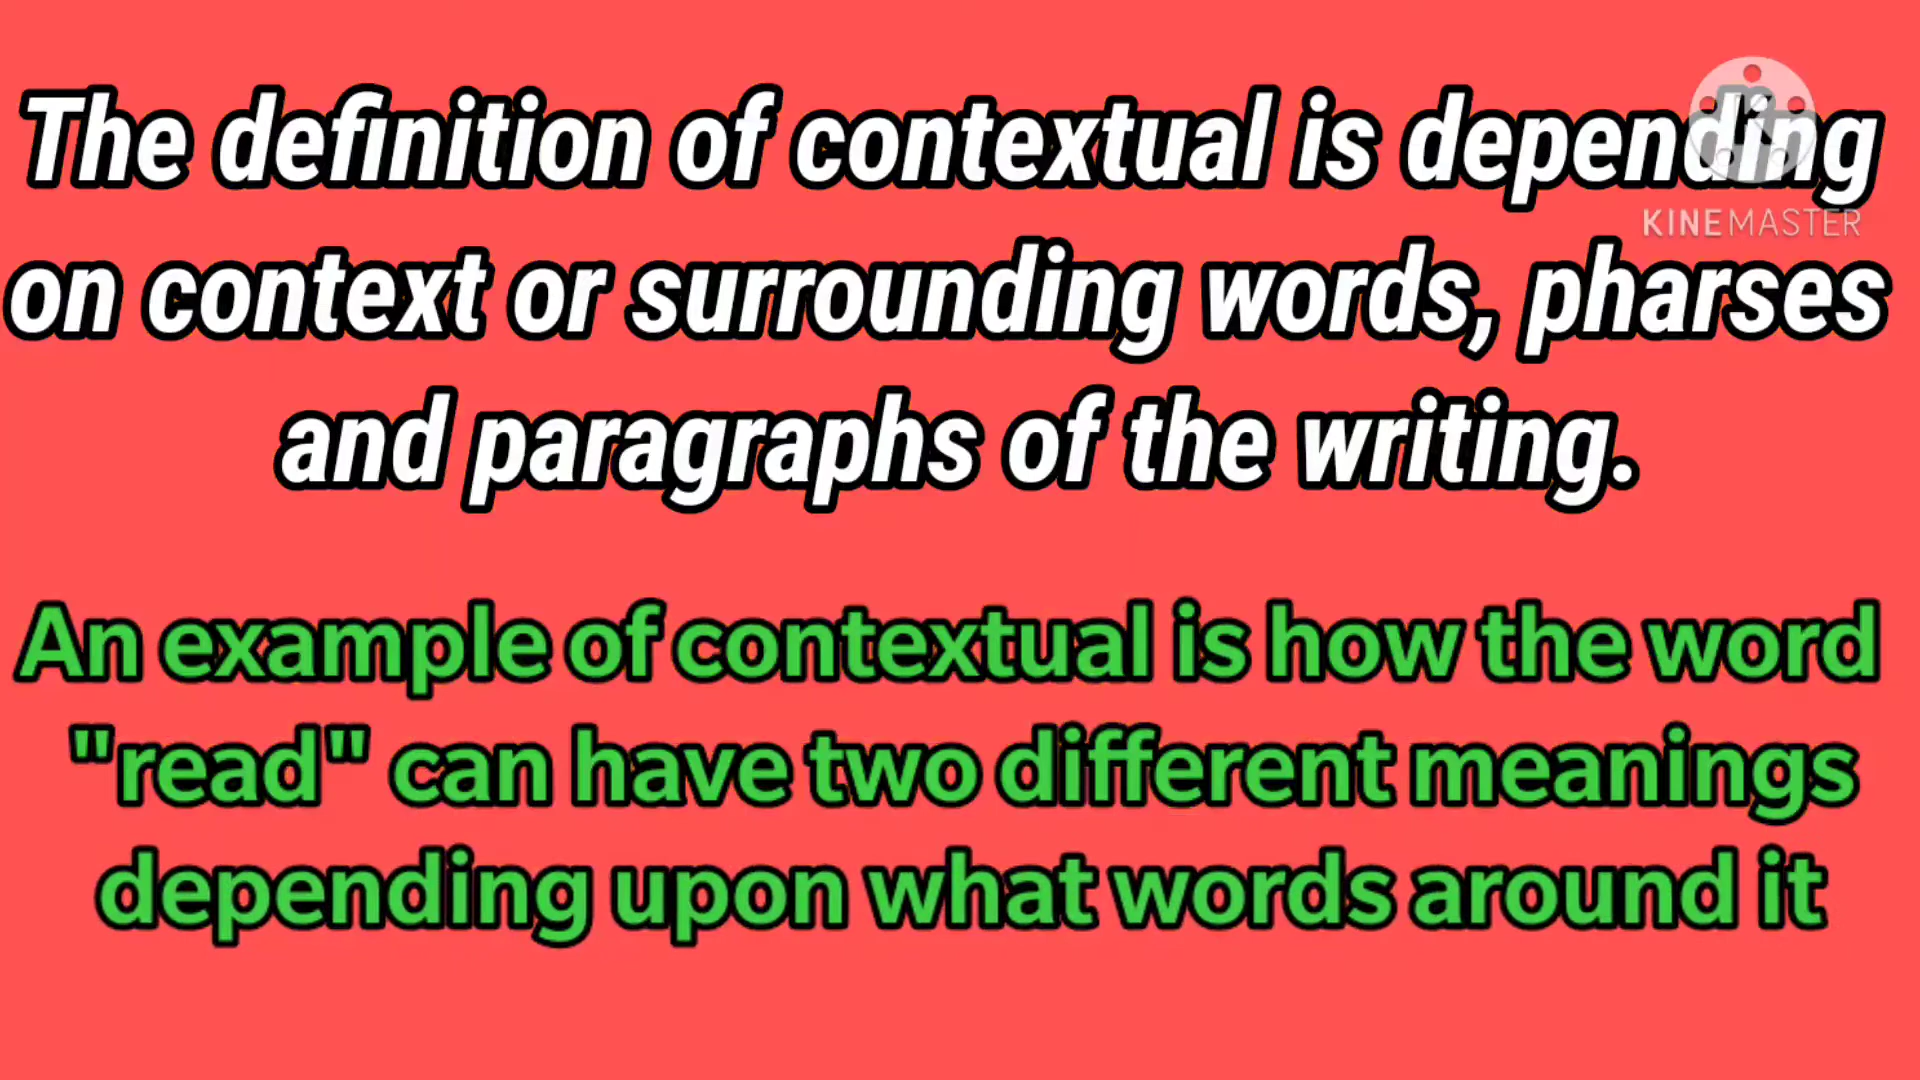 The definition of contextual is depending
KINEMASTER
on context or surrounding words, pharses
and paragraphs of the writing.
An example of contextual is how the word
"read" can have two different meanings
depending upon what words around it